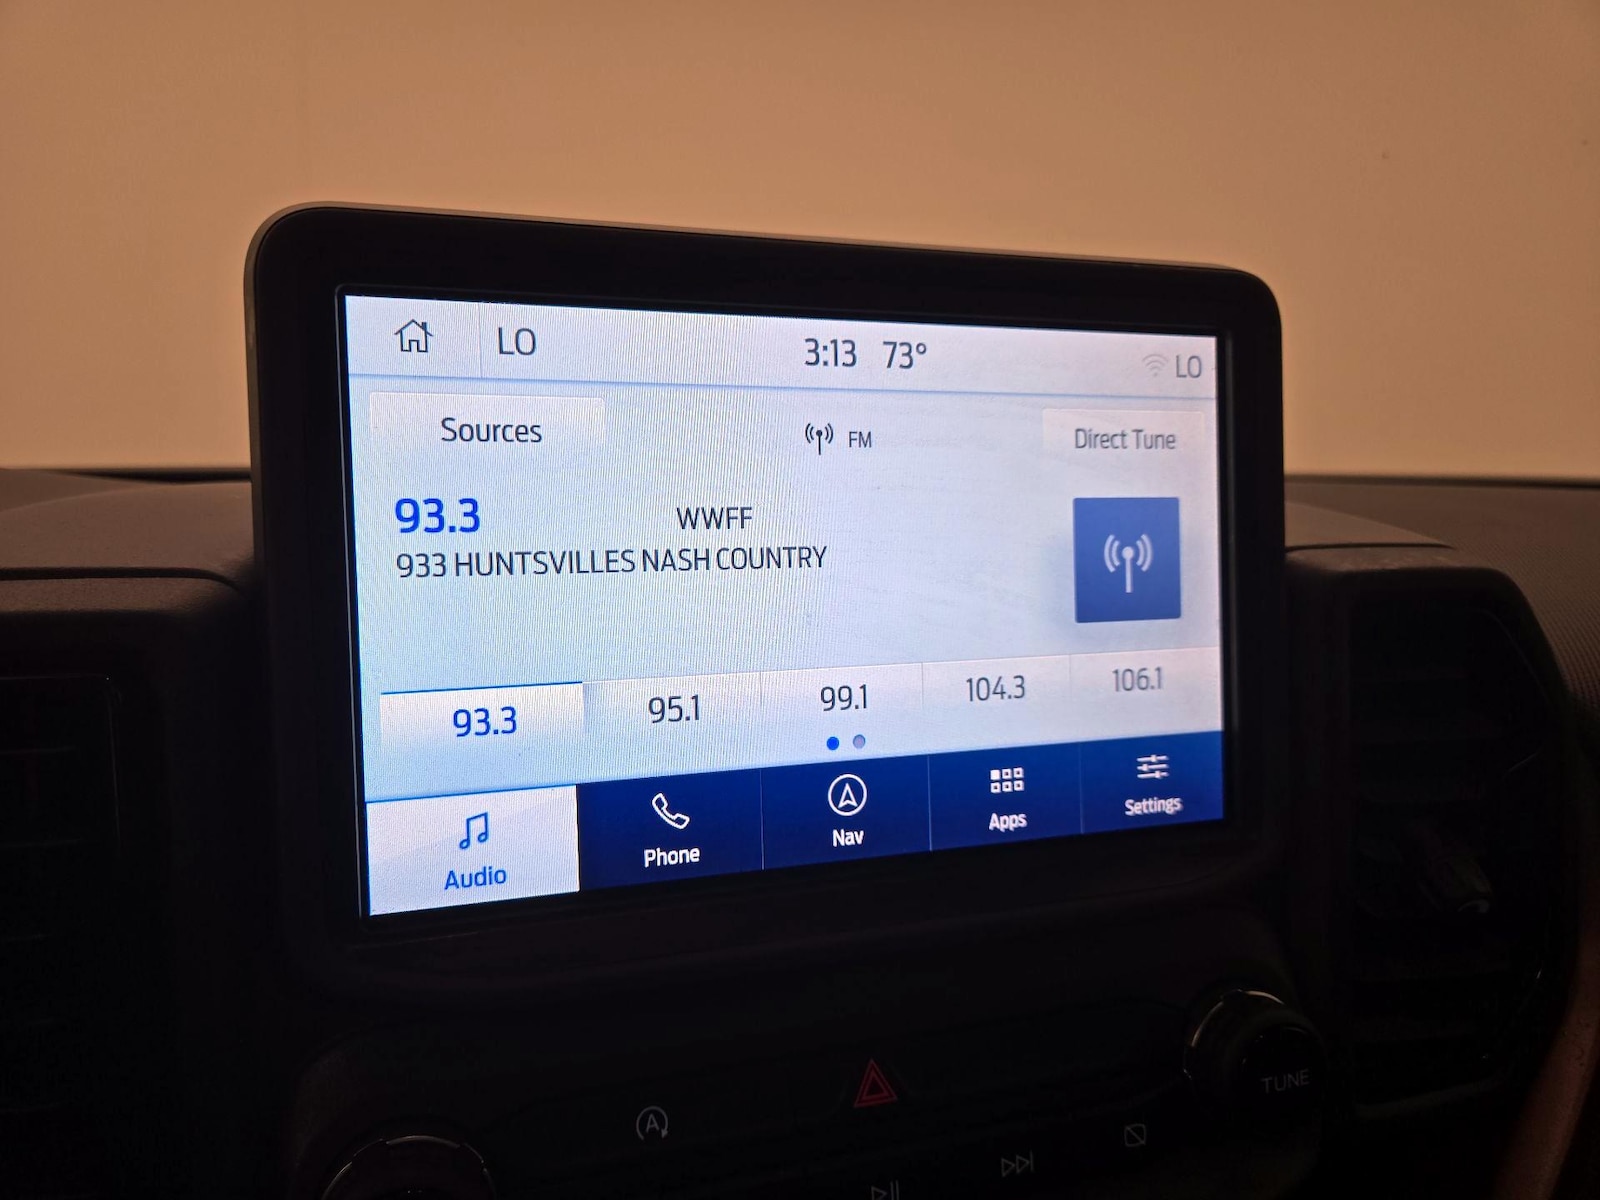 LO 3:13 73° LO
Sources FM Direct Tune
93.3 WWFF
933 HUNTSVILLES NASH COUNTRY
93.3 95.1 99.1 104.3 106.1
Audio Phone Nav Apps Settings
TUNE
A